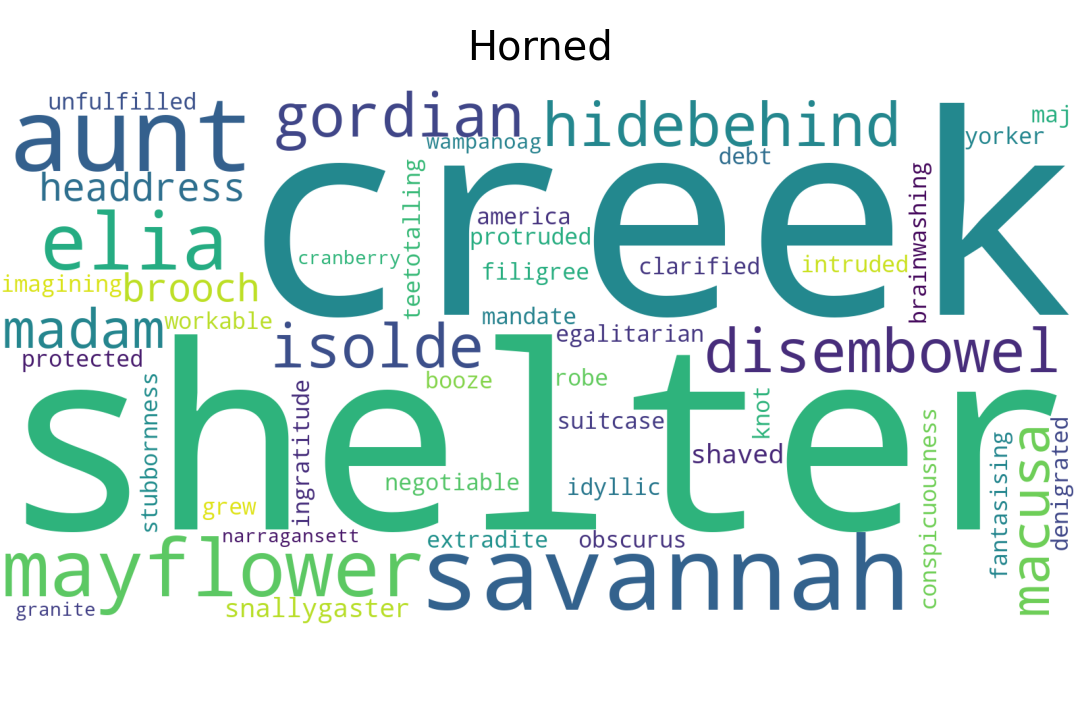 Horned
unfulfilled
aunt
gordian
hidebehind
maj
wampanoag
yorker
debt
headdress
creek
teetotalling
brainwashing
america
protruded
elia
cranberry
filigree
clarified
intruded
imagining
brooch
madam
workable
mandate
isolde
egalitarian
disembowel
protected
booze
robe
shelter
stubbornness
ingratitude
knot
suitcase
shaved
conspicuousness
fantasising
macusa
denigrated
negotiable
idyllic
grew
narragansett
extradite
obscurus
mayflower
savannah
granite
snallygaster